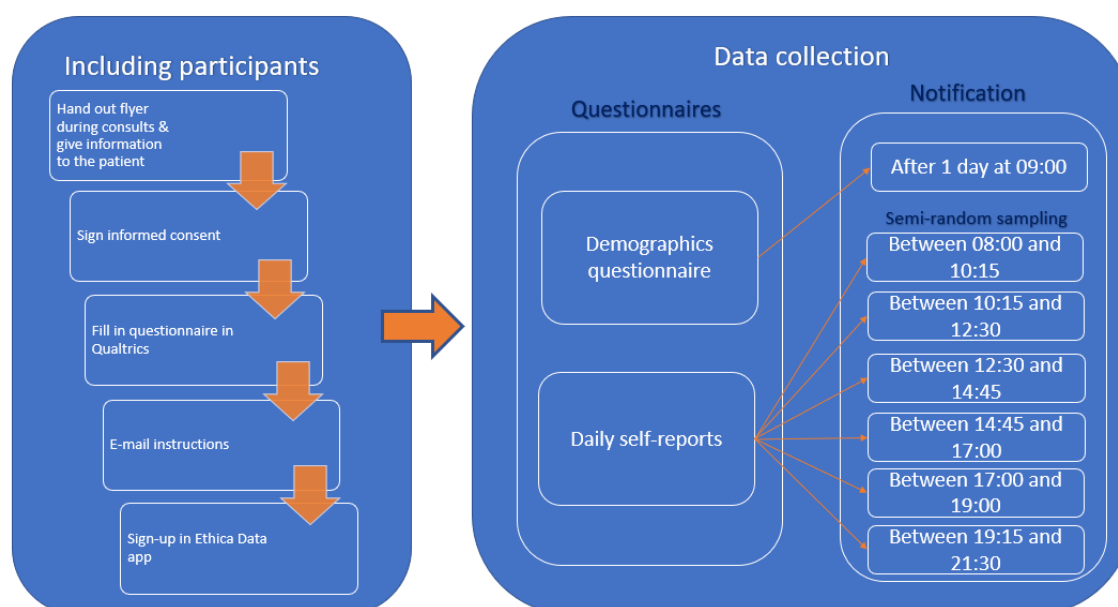 Including participants
Hand out flyer
during consults &
give information
to the patient
Sign informed consent
Fill in questionnaire in
Qualtrics
E-mail instructions
Sign-up in Ethica Data
app
Data collection
Questionnaires
Demographics
questionnaire
Daily self-reports
Notification
After 1 day at 09:00
Semi-random sampling
Between 08:00 and
10:15
Between 10:15 and
12:30
Between 12:30 and
14:45
Between 14:45 and
17:00
Between 17:00 and
19:00
Between 19:15 and
21:30